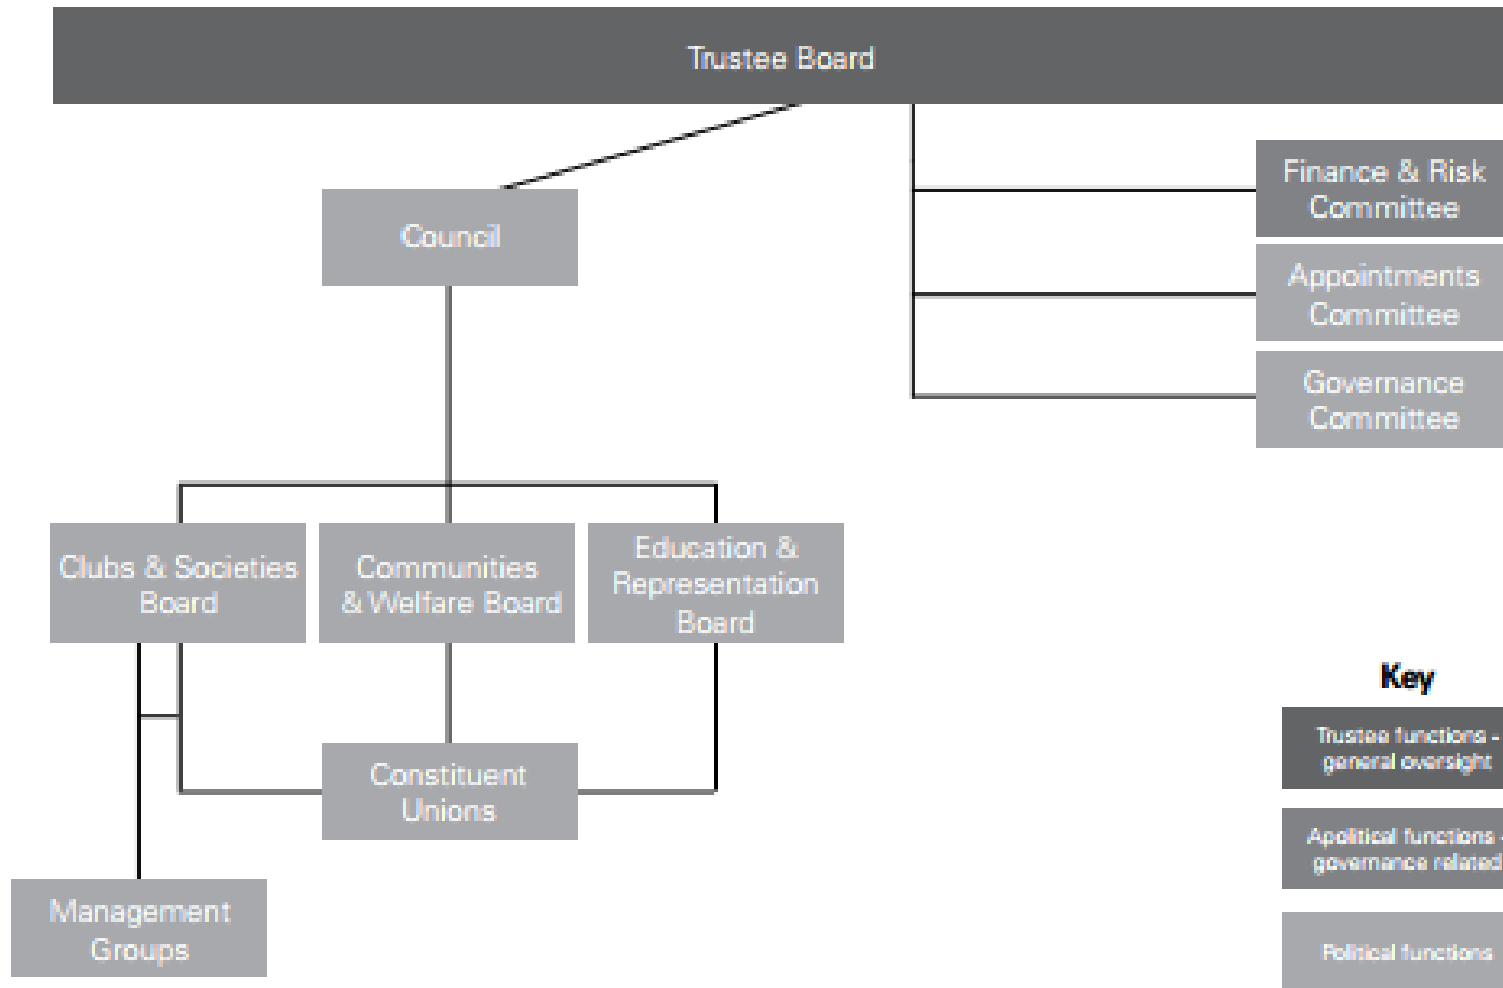 Trustee Board
Finance & Risk
Committee
Council
Appointments
Committee
Governance
Committee
Clubs & Societies
Board
Communities
& Welfare Board
Education &
Representation
Board
Key
Trustee functions -
general oversight
Constituent
Unions
Apolitical functions -
governance related
Management
Groups
Political functions